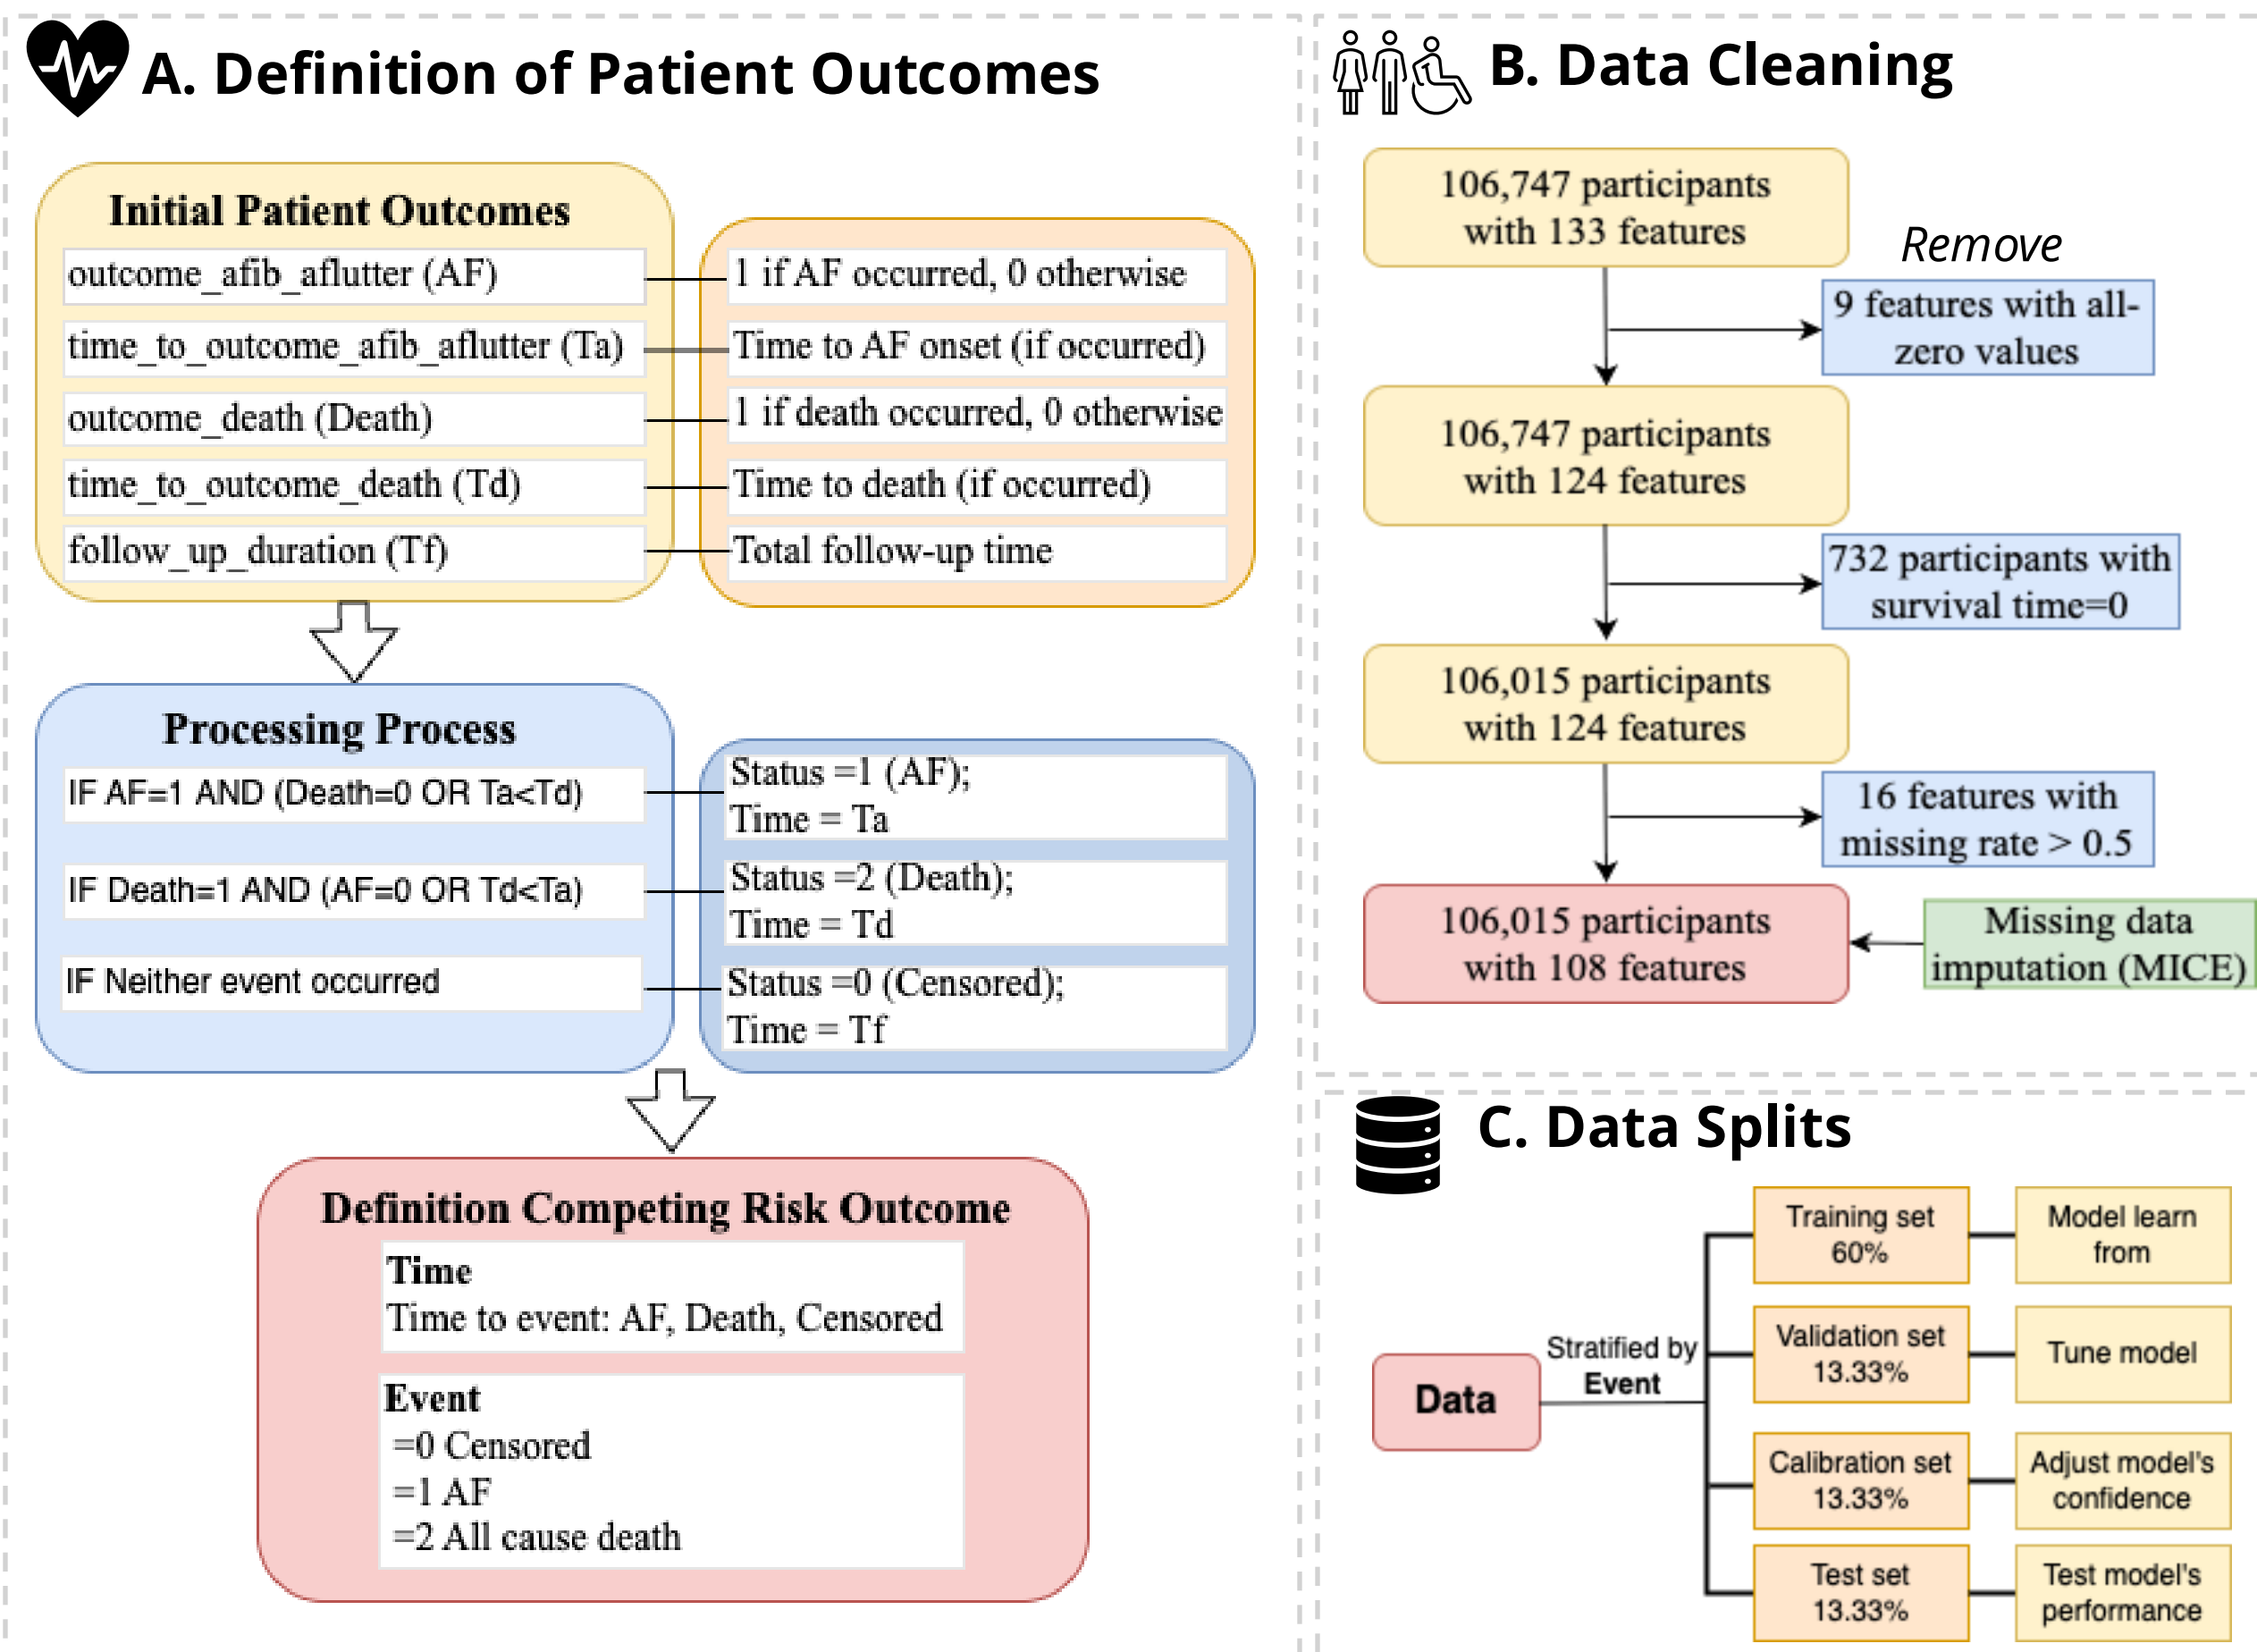 A. Definition of Patient Outcomes
Initial Patient Outcomes
outcome_afib_aflutter (AF)
1 if AF occurred, 0 otherwise
time_to_outcome_afib_aflutter (Ta)
Time to AF onset (if occurred)
outcome_death (Death)
1 if death occurred, 0 otherwise
time_to_outcome_death (Td)
Time to death (if occurred)
follow_up_duration (Tf)
Total follow-up time
Processing Process
IF AF=1 AND (Death=0 OR Ta<Td)
Status =1 (AF);
Time = Ta
IF Death=1 AND (AF=0 OR Td<Ta)
Status =2 (Death);
Time = Td
IF Neither event occurred
Status =0 (Censored);
Time = Tf
Definition Competing Risk Outcome
Time
Time to event: AF, Death, Censored
Event
=0 Censored
=1 AF
=2 All cause death
B. Data Cleaning
106,747 participants
with 133 features
Remove
9 features with all-
zero values
106,747 participants
with 124 features
732 participants with
survival time=0
106,015 participants
with 124 features
16 features with
missing rate > 0.5
106,015 participants
with 108 features
Missing data
imputation (MICE)
C. Data Splits
Data
Stratified by
Event
Training set
60%
Model learn
from
Validation set
13.33%
Tune model
Calibration set
13.33%
Adjust model's
confidence
Test set
13.33%
Test model's
performance